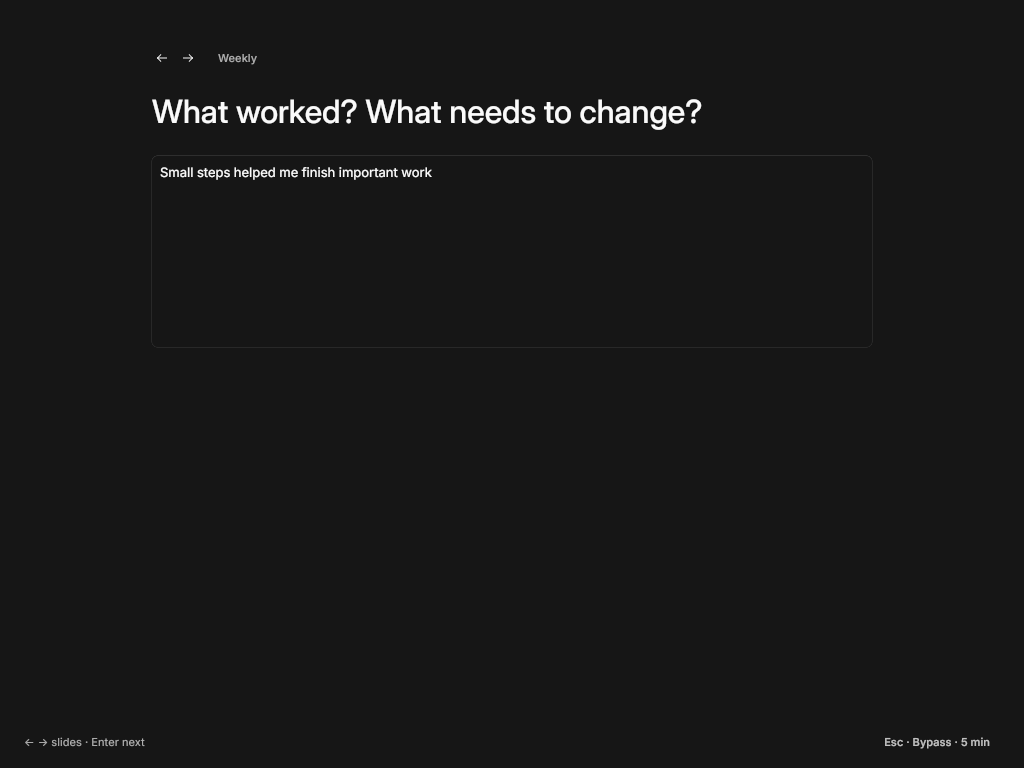 ← → Weekly
What worked? What needs to change?
Small steps helped me finish important work
← → slides · Enter next
Esc · Bypass · 5 min